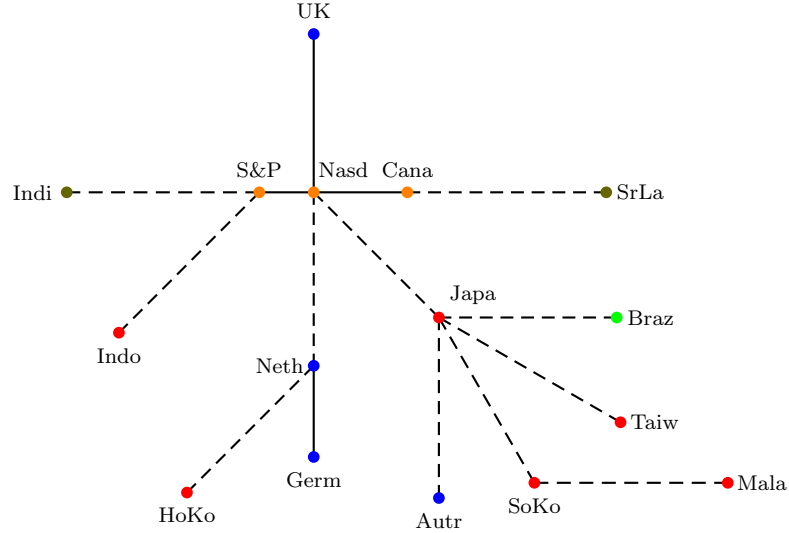 UK
S&P
Nasd
Cana
Indi
SrLa
Japa
Braz
Indo
Neth
Taiw
Germ
SoKo
Mala
HoKo
Autr